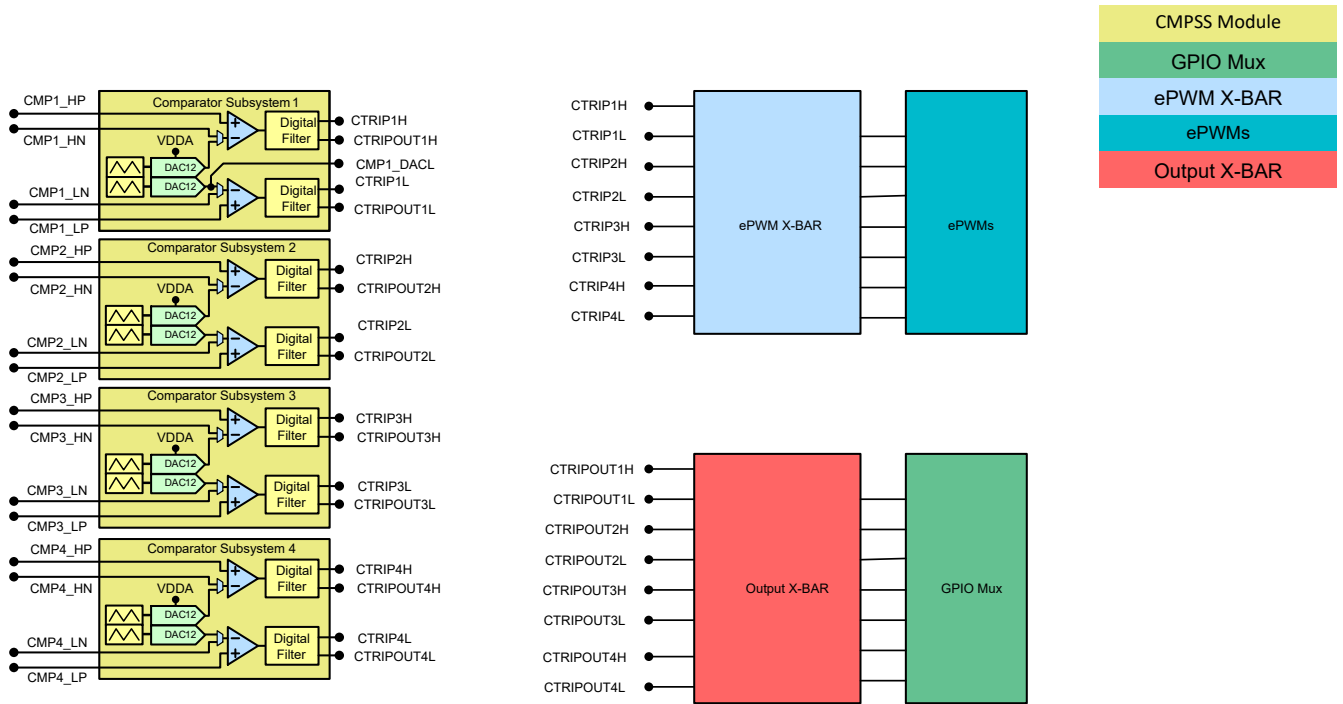 CMPSS Module
GPIO Mux
ePWM X-BAR
ePWMs
Output X-BAR
CMP1_HP
CMP1_HN
CMP1_LN
CMP1_LP
Comparator Subsystem 1
VDDA
DAC12
DAC12
+
−
−
+
Digital
Filter
Digital
Filter
CTRIP1H
CTRIPOUT1H
CMP1_DACL
CTRIP1L
CTRIPOUT1L
CMP2_HP
CMP2_HN
CMP2_LN
CMP2_LP
Comparator Subsystem 2
VDDA
DAC12
DAC12
+
−
−
+
Digital
Filter
Digital
Filter
CTRIP2H
CTRIPOUT2H
CTRIP2L
CTRIPOUT2L
CMP3_HP
CMP3_HN
CMP3_LN
CMP3_LP
Comparator Subsystem 3
VDDA
DAC12
DAC12
+
−
−
+
Digital
Filter
Digital
Filter
CTRIP3H
CTRIPOUT3H
CTRIP3L
CTRIPOUT3L
CMP4_HP
CMP4_HN
CMP4_LN
CMP4_LP
Comparator Subsystem 4
VDDA
DAC12
DAC12
+
−
−
+
Digital
Filter
Digital
Filter
CTRIP4H
CTRIPOUT4H
CTRIP4L
CTRIPOUT4L
CTRIP1H
CTRIP1L
CTRIP2H
CTRIP2L
CTRIP3H
CTRIP3L
CTRIP4H
CTRIP4L
ePWM X-BAR
ePWMs
CTRIPOUT1H
CTRIPOUT1L
CTRIPOUT2H
CTRIPOUT2L
CTRIPOUT3H
CTRIPOUT3L
CTRIPOUT4H
CTRIPOUT4L
Output X-BAR
GPIO Mux